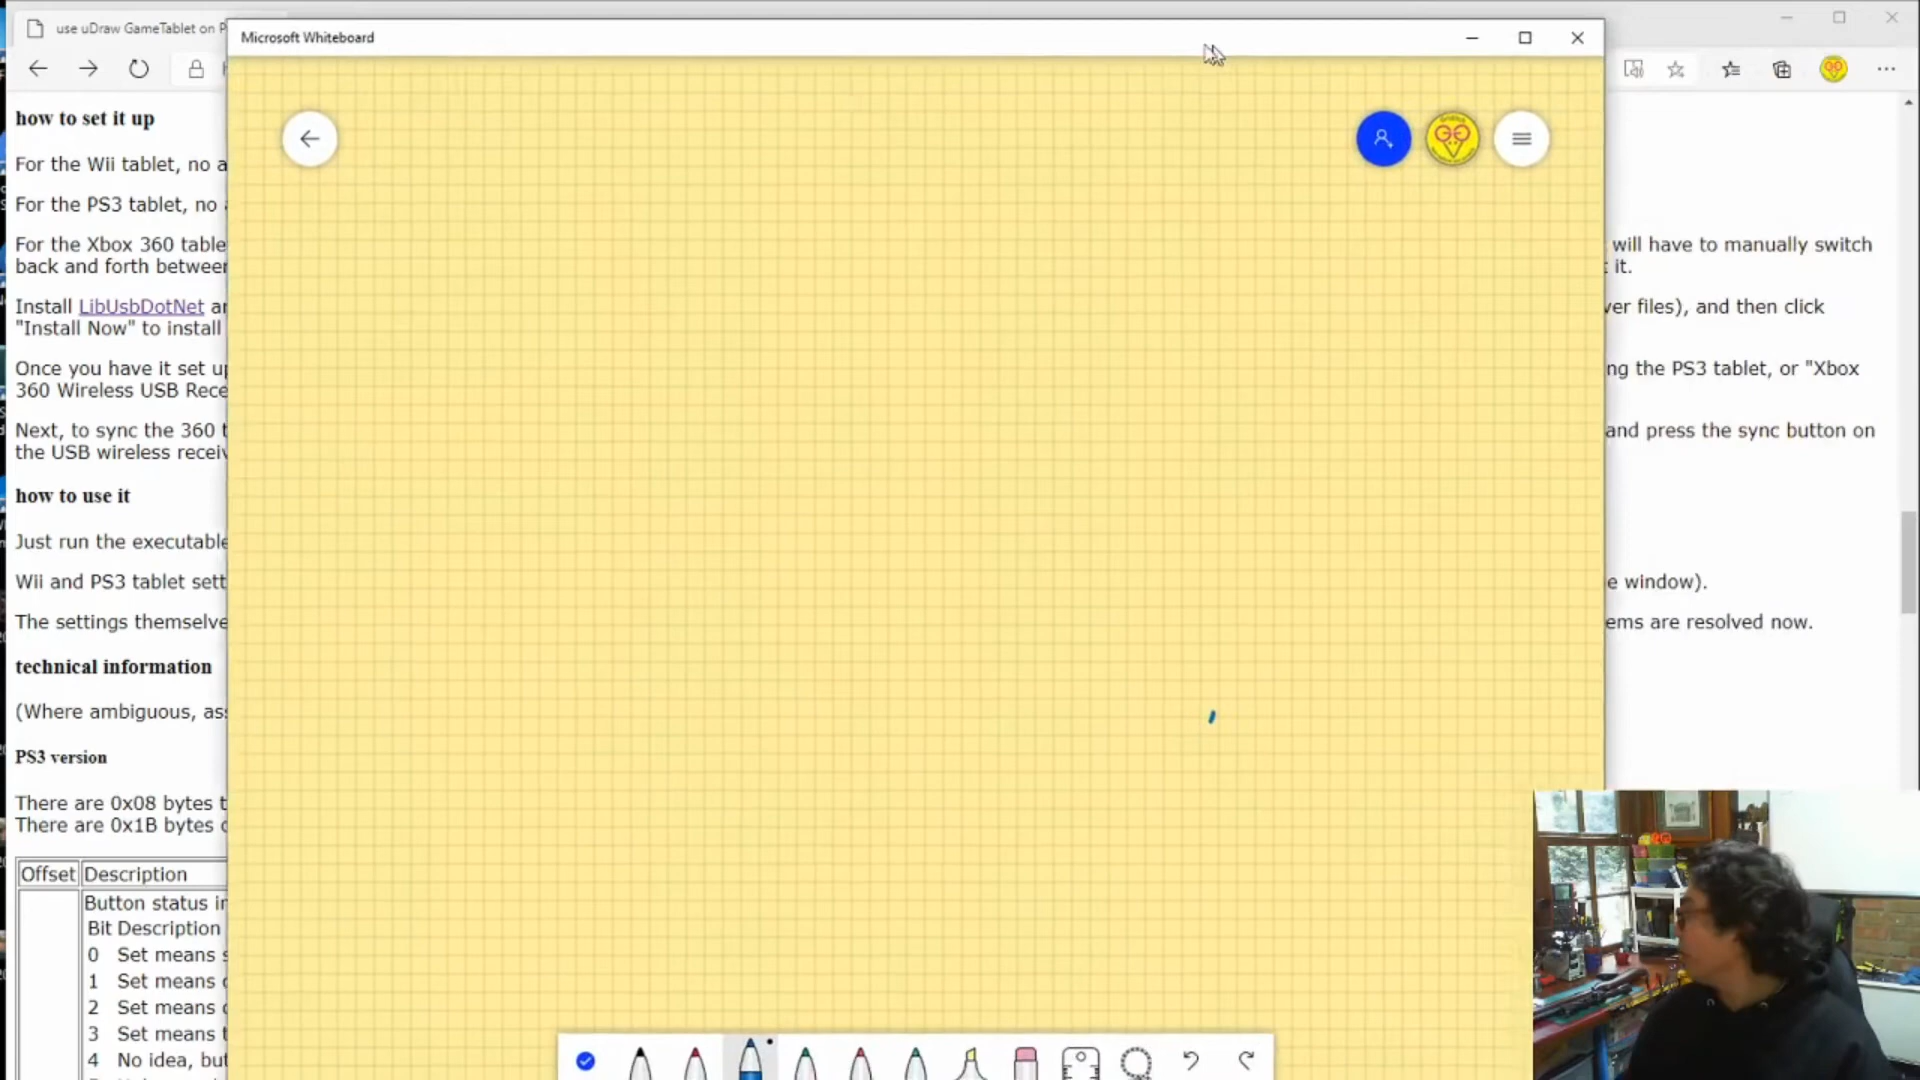 use uDraw GameTablet on P
Microsoft Whiteboard
how to set it up
For the Wii tablet, no a
For the PS3 tablet, no
For the Xbox 360 table
will have to manually switch
back and forth between
it.
Install LibUsbDotNet ar
ver files), and then click
"Install Now" to install
Once you have it set up
ng the PS3 tablet, or "Xbox
360 Wireless USB Rece
Next, to sync the 360 t
and press the sync button on
the USB wireless receiv
how to use it
Just run the executable
Wii and PS3 tablet sett
e window).
The settings themselve
ems are resolved now.
technical information
(Where ambiguous, ass
PS3 version
There are 0x08 bytes t
There are 0x1B bytes
Offset Description
Button status in
Bit Description
0 Set means s
1 Set means
2 Set means
3 Set means t
4 No idea, but